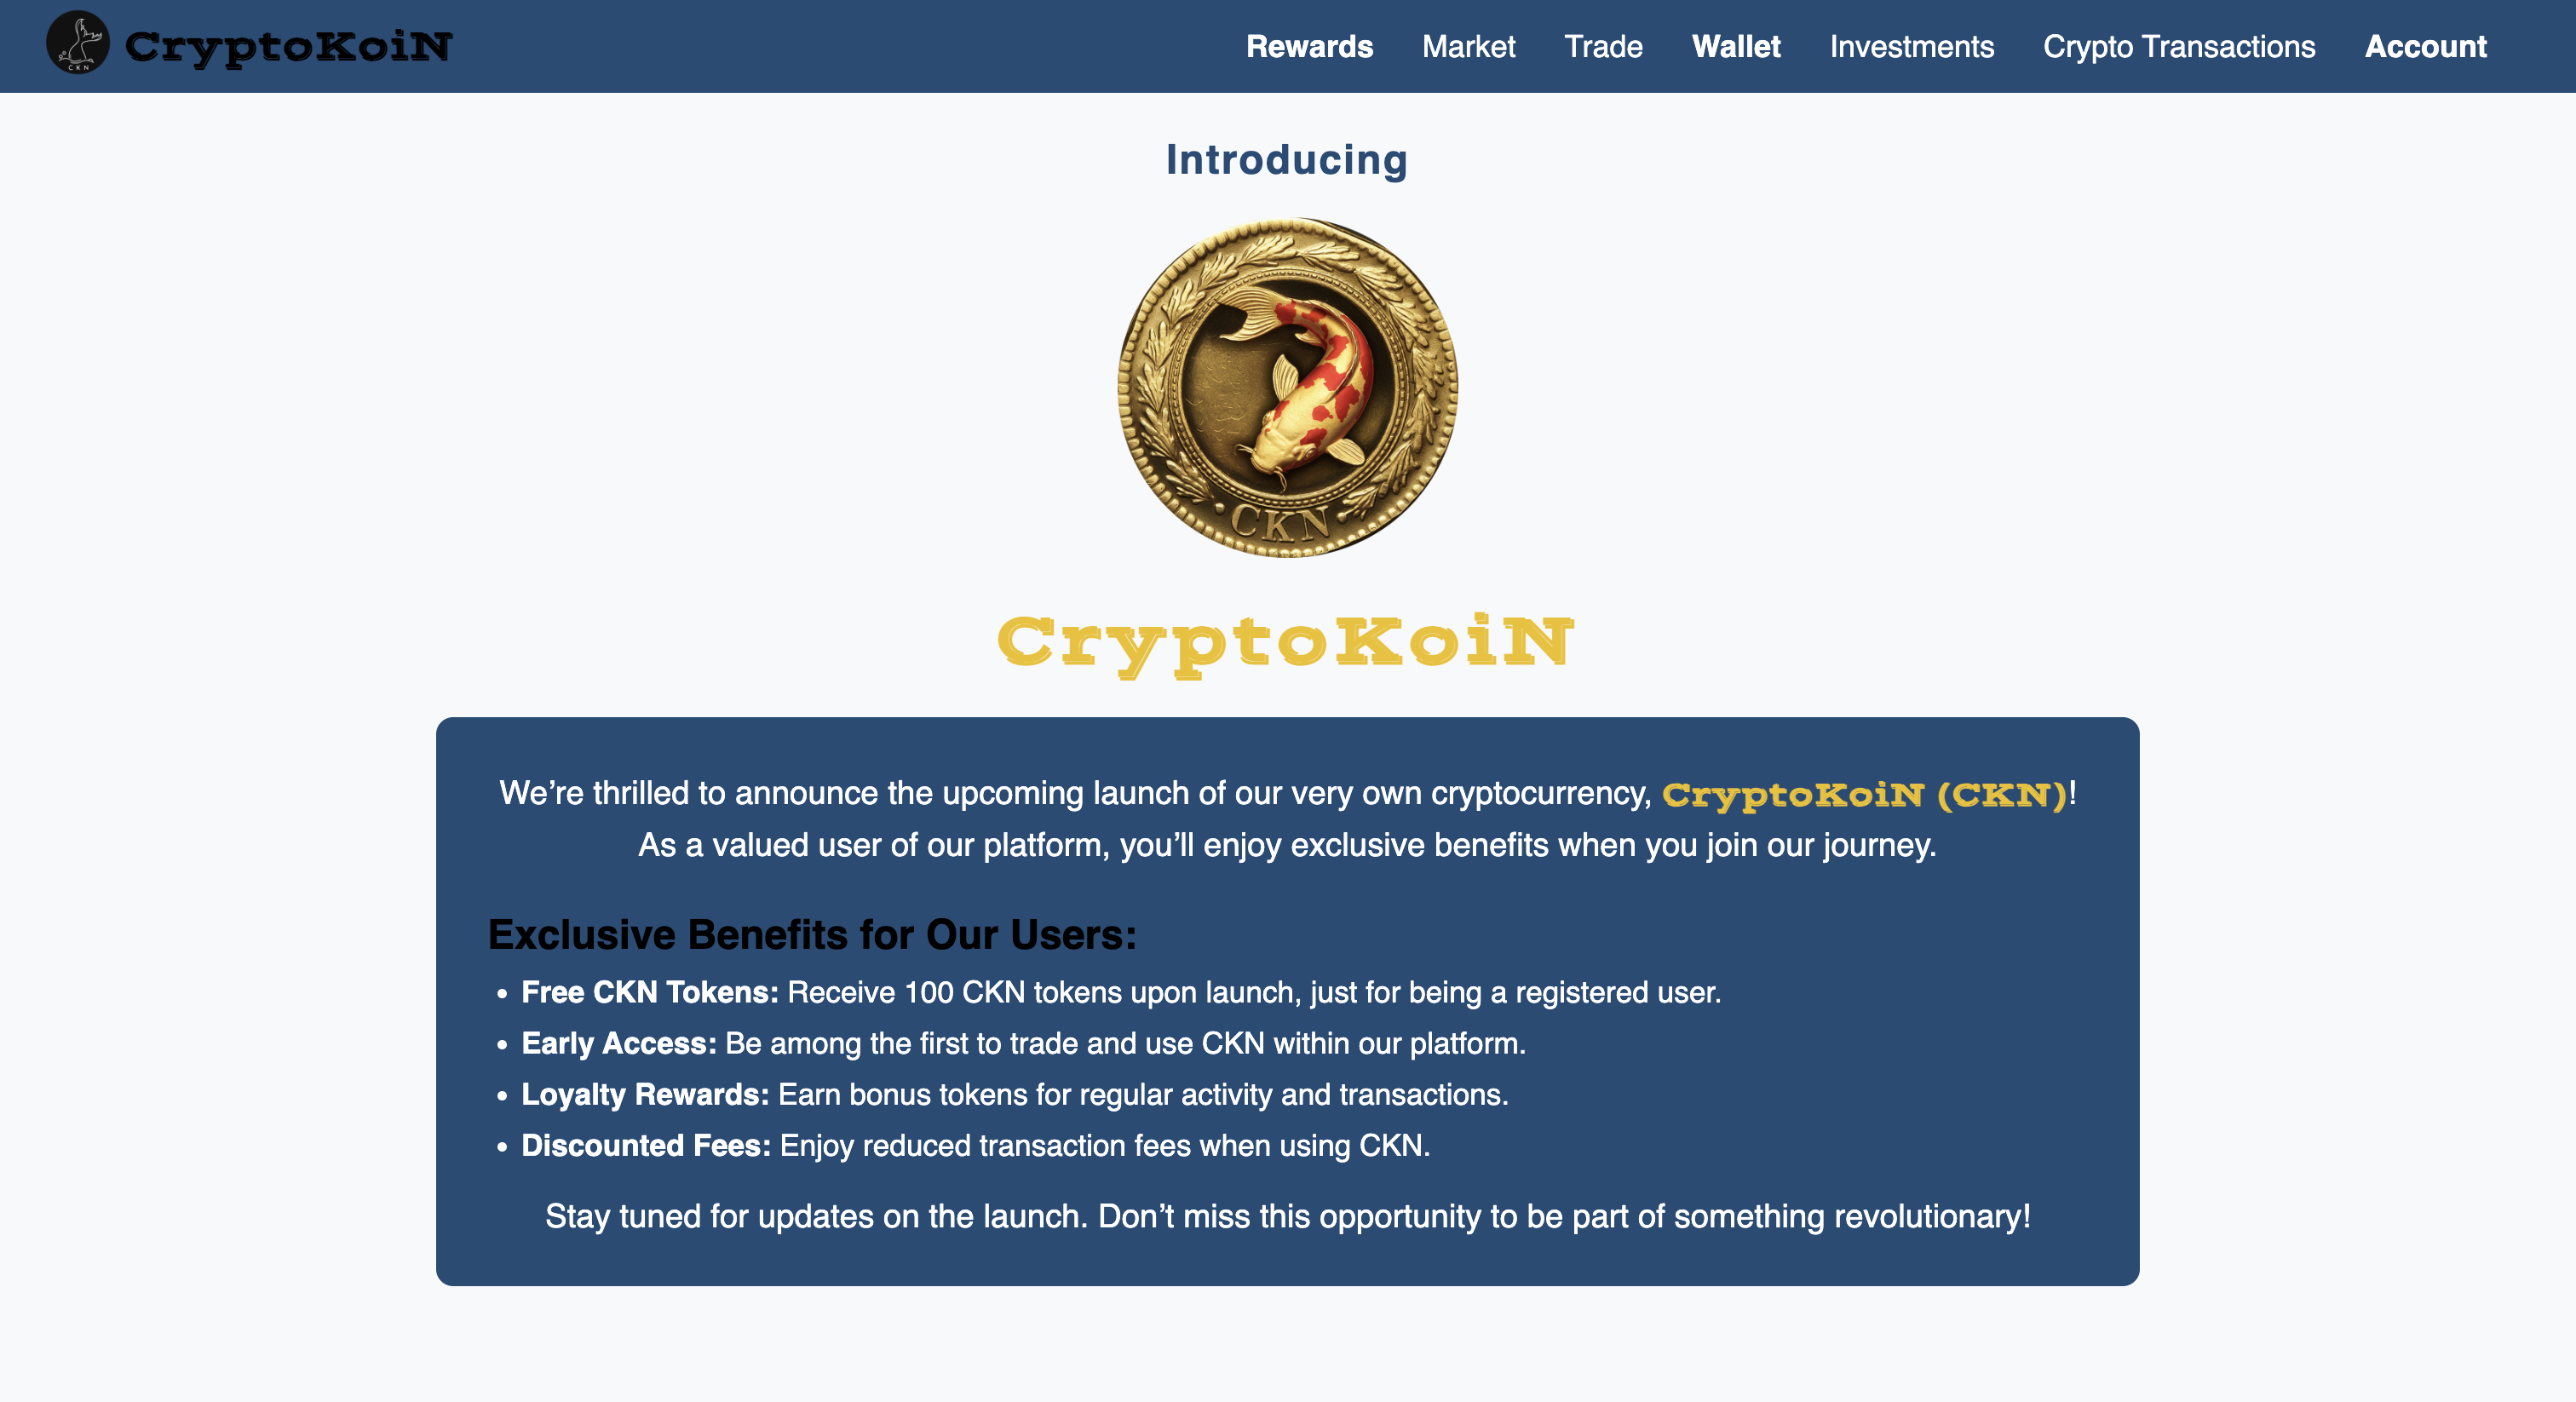 CKN
CryptoKoiN
Rewards Market Trade Wallet Investments Crypto Transactions Account
Introducing
CKN
CryptoKoiN
We’re thrilled to announce the upcoming launch of our very own cryptocurrency, CryptoKoiN (CKN)!
As a valued user of our platform, you’ll enjoy exclusive benefits when you join our journey.
Exclusive Benefits for Our Users:
• Free CKN Tokens: Receive 100 CKN tokens upon launch, just for being a registered user.
• Early Access: Be among the first to trade and use CKN within our platform.
• Loyalty Rewards: Earn bonus tokens for regular activity and transactions.
• Discounted Fees: Enjoy reduced transaction fees when using CKN.
Stay tuned for updates on the launch. Don’t miss this opportunity to be part of something revolutionary!